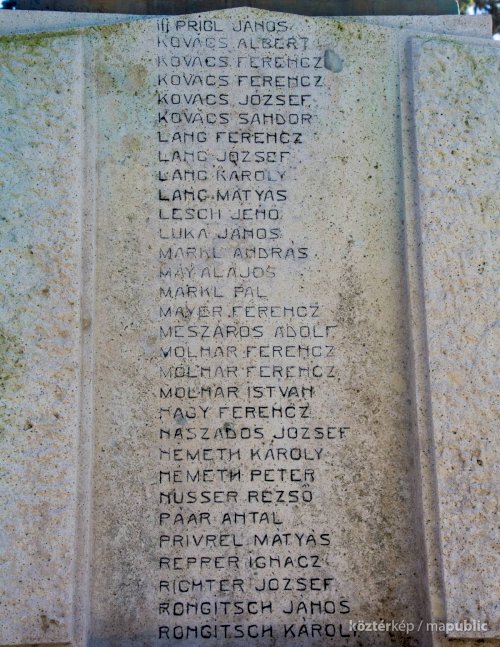 ifj PRIGL JÁNOS
KOVÁCS ALBERT
KOVÁCS FERENCZ
KOVÁCS FERENCZ
KOVÁCS JÓZSEF
KOVÁCS SÁNDOR
LANG FERENCZ
LANG JÓZSEF
LANG KÁROLY
LANG MÁTYÁS
LESCH JENŐ
LUKA JÁNOS
MARKL ANDRÁS
MAY ALAJOS
MARKL PÁL
MAYER FERENCZ
MESZÁROS ADOLF
MOLNÁR FERENCZ
MOLNÁR FERENCZ
MOLNÁR ISTVÁN
NAGY FERENCZ
NASZÁDOS JÓZSEF
NÉMETH KÁROLY
NÉMETH PÉTER
NUSSER REZSŐ
PAÁR ANTAL
PRIVREL MÁTYÁS
REPPER IGNÁCZ
RICHTER JÓZSEF
RONGITSCH JÁNOS
RONGITSCH KÁROLY
köztérkép / mapublic